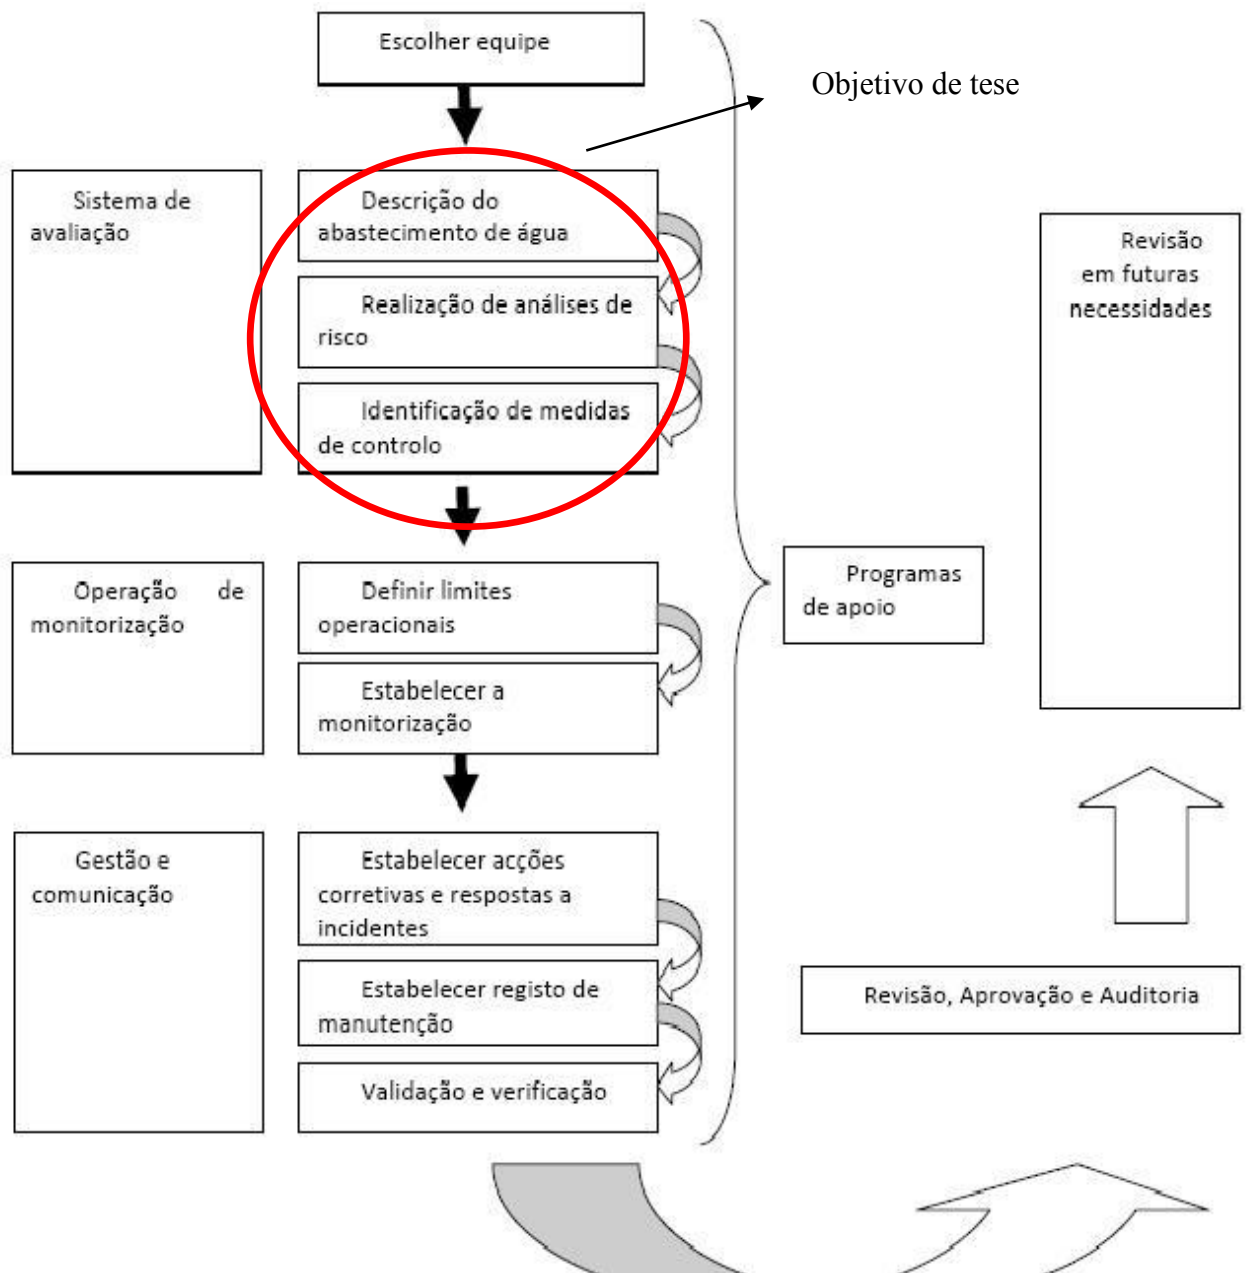 Escolher equipe
Objetivo de tese
Sistema de
avaliação
Descrição do
abastecimento de água
Realização de análises de
risco
Identificação de medidas
de controlo
Operação de
monitorização
Definir limites
operacionais
Estabelecer a
monitorização
Gestão e
comunicação
Estabelecer acções
corretivas e respostas a
incidentes
Estabelecer registo de
manutenção
Validação e verificação
Programas
de apoio
Revisão
em futuras
necessidades
Revisão, Aprovação e Auditoria